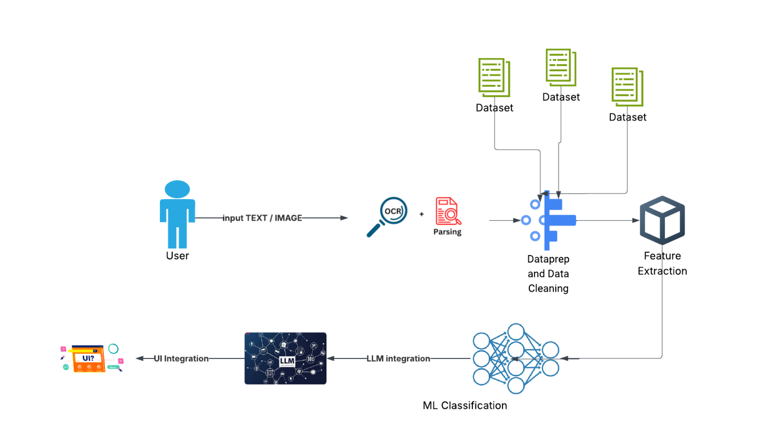 Dataset
Dataset
Dataset
input TEXT / IMAGE
OCR
+
Parsing
User
Dataprep
and Data
Cleaning
Feature
Extraction
UI?
UI Integration
LLM
LLM integration
ML Classification